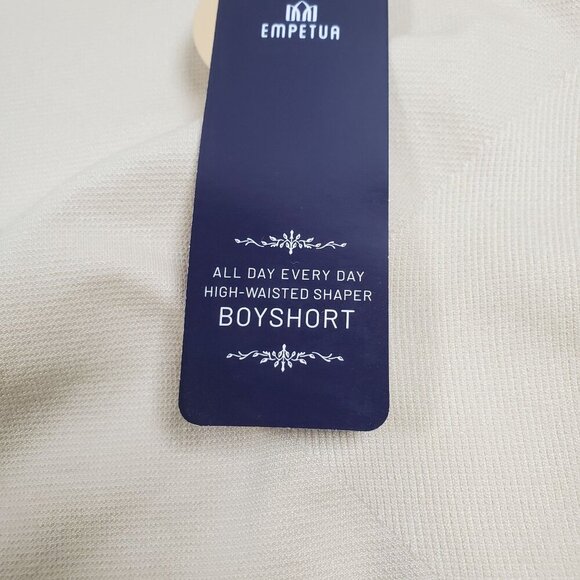 EMPETUA
ALL DAY EVERY DAY
HIGH-WAISTED SHAPER
BOYSHORT